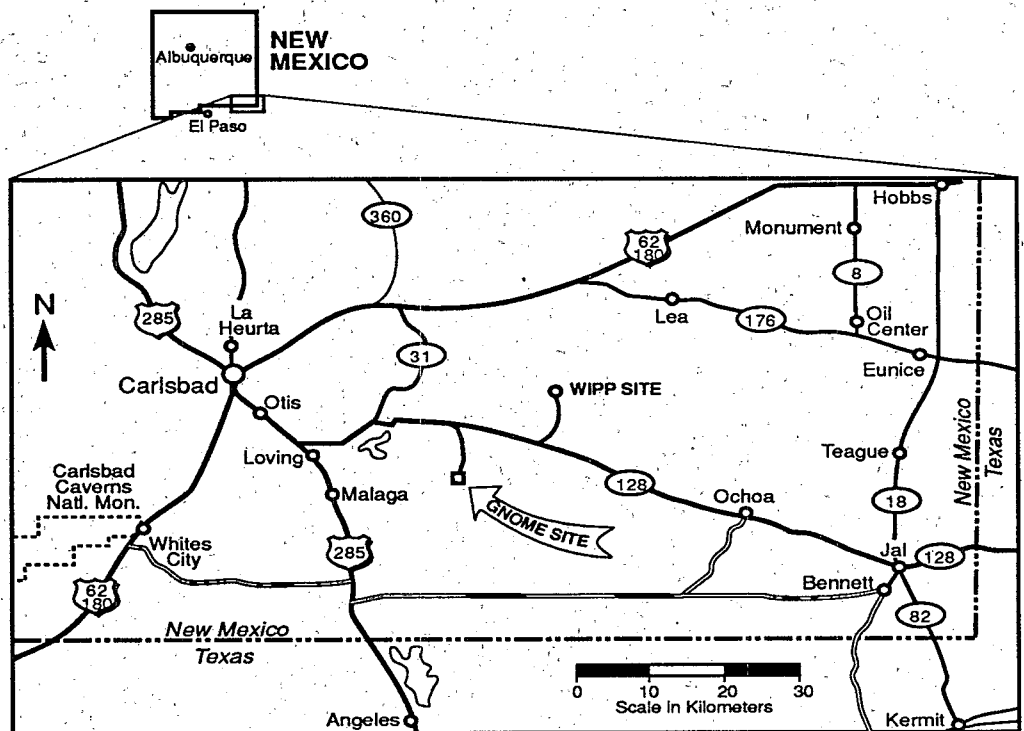 NEW
MEXICO
Albuquerque
El Paso
Hobbs
360
Monument
62
180
8
N
285
La
Heurta
Lea
176
Oil
Center
31
Eunice
Carlsbad
WIPP SITE
Otis
Loving
Teague
New Mexico
Texas
Carlsbad
Caverns
Natl. Mon.
Malaga
128
Ochoa
18
GNOME SITE
Whites
City
285
Jal
128
Bennett
62
180
82
New Mexico
Texas
0 10 20 30
Scale in Kilometers
Angeles
Kermit